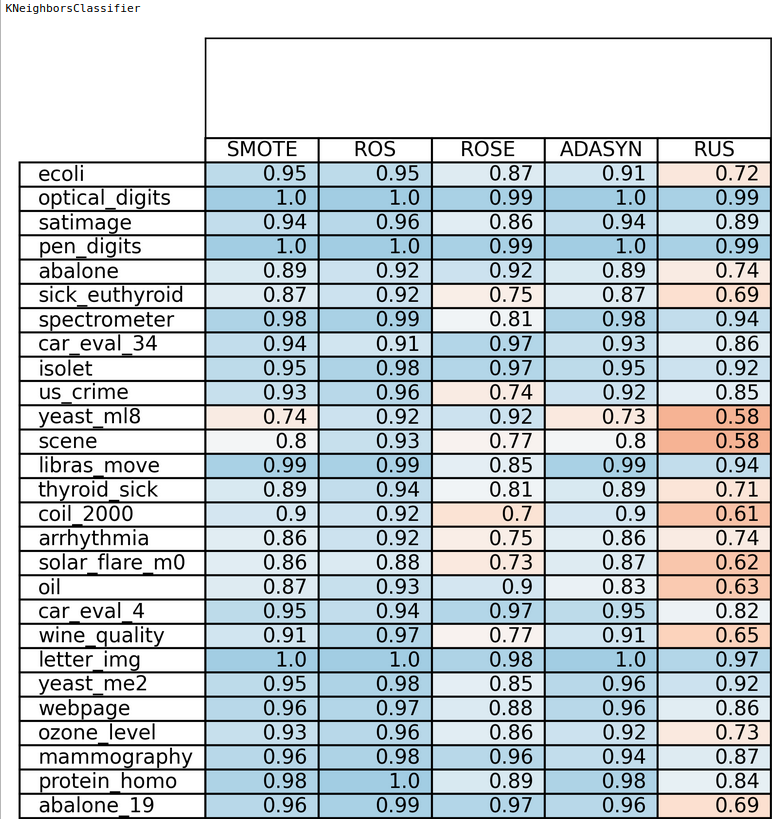 KNeighborsClassifier
SMOTE ROS ROSE ADASYN RUS
ecoli 0.95 0.95 0.87 0.91 0.72
optical_digits 1.0 1.0 0.99 1.0 0.99
satimage 0.94 0.96 0.86 0.94 0.89
pen_digits 1.0 1.0 0.99 1.0 0.99
abalone 0.89 0.92 0.92 0.89 0.74
sick_euthyroid 0.87 0.92 0.75 0.87 0.69
spectrometer 0.98 0.99 0.81 0.98 0.94
car_eval_34 0.94 0.91 0.97 0.93 0.86
isolet 0.95 0.98 0.97 0.95 0.92
us_crime 0.93 0.96 0.74 0.92 0.85
yeast_ml8 0.74 0.92 0.92 0.73 0.58
scene 0.8 0.93 0.77 0.8 0.58
libras_move 0.99 0.99 0.85 0.99 0.94
thyroid_sick 0.89 0.94 0.81 0.89 0.71
coil_2000 0.9 0.92 0.7 0.9 0.61
arrhythmia 0.86 0.92 0.75 0.86 0.74
solar_flare_m0 0.86 0.88 0.73 0.87 0.62
oil 0.87 0.93 0.9 0.83 0.63
car_eval_4 0.95 0.94 0.97 0.95 0.82
wine_quality 0.91 0.97 0.77 0.91 0.65
letter_img 1.0 1.0 0.98 1.0 0.97
yeast_me2 0.95 0.98 0.85 0.96 0.92
webpage 0.96 0.97 0.88 0.96 0.86
ozone_level 0.93 0.96 0.86 0.92 0.73
mammography 0.96 0.98 0.96 0.94 0.87
protein_homo 0.98 1.0 0.89 0.98 0.84
abalone_19 0.96 0.99 0.97 0.96 0.69